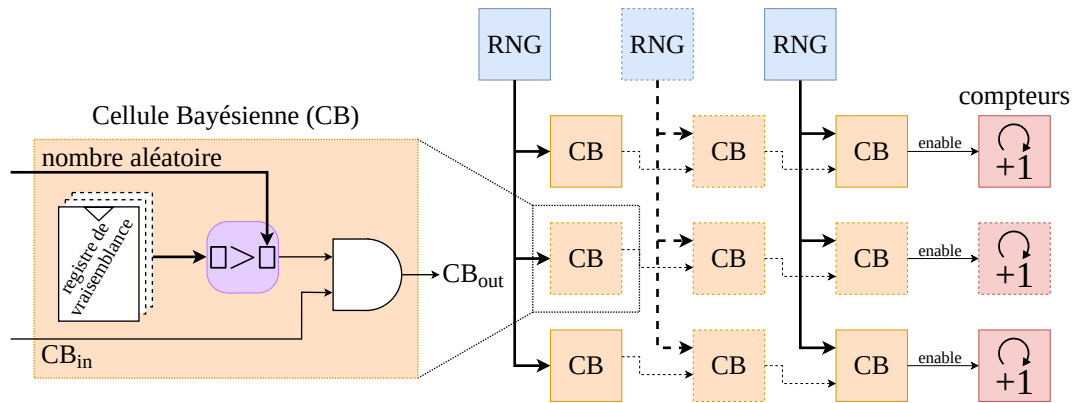 RNG
RNG
RNG
Cellule Bayésienne (CB)
compteurs
nombre aléatoire
registre de
vraisemblance
>
CB_out
CB_in
CB
CB
CB
enable
+1
CB
CB
CB
enable
+1
CB
CB
CB
enable
+1